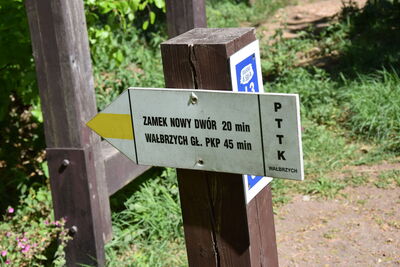 ZAMEK NOWY DWÓR 20 min
WAŁBRZYCH GŁ. PKP 45 min
PTTK
WAŁBRZYCH